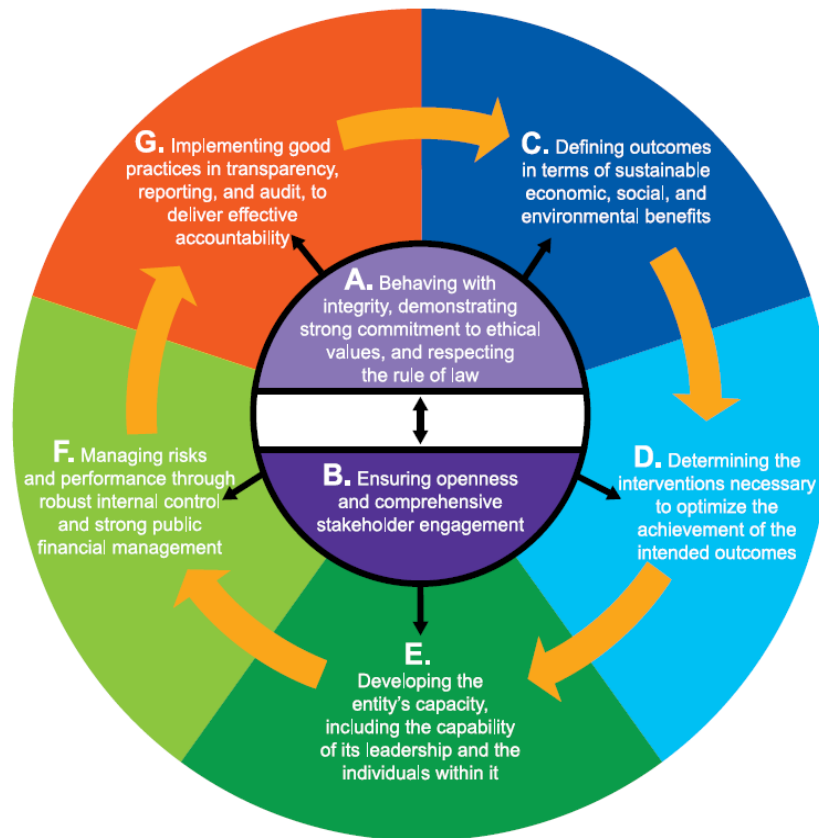 G. Implementing good
practices in transparency,
reporting, and audit, to
deliver effective
accountability
C. Defining outcomes
in terms of sustainable
economic, social, and
environmental benefits
A. Behaving with
integrity, demonstrating
strong commitment to ethical
values, and respecting
the rule of law
B. Ensuring openness
and comprehensive
stakeholder engagement
F. Managing risks
and performance through
robust internal control
and strong public
financial management
D. Determining the
interventions necessary
to optimize the
achievement of the
intended outcomes
E.
Developing the
entity's capacity,
including the capability
of its leadership and the
individuals within it